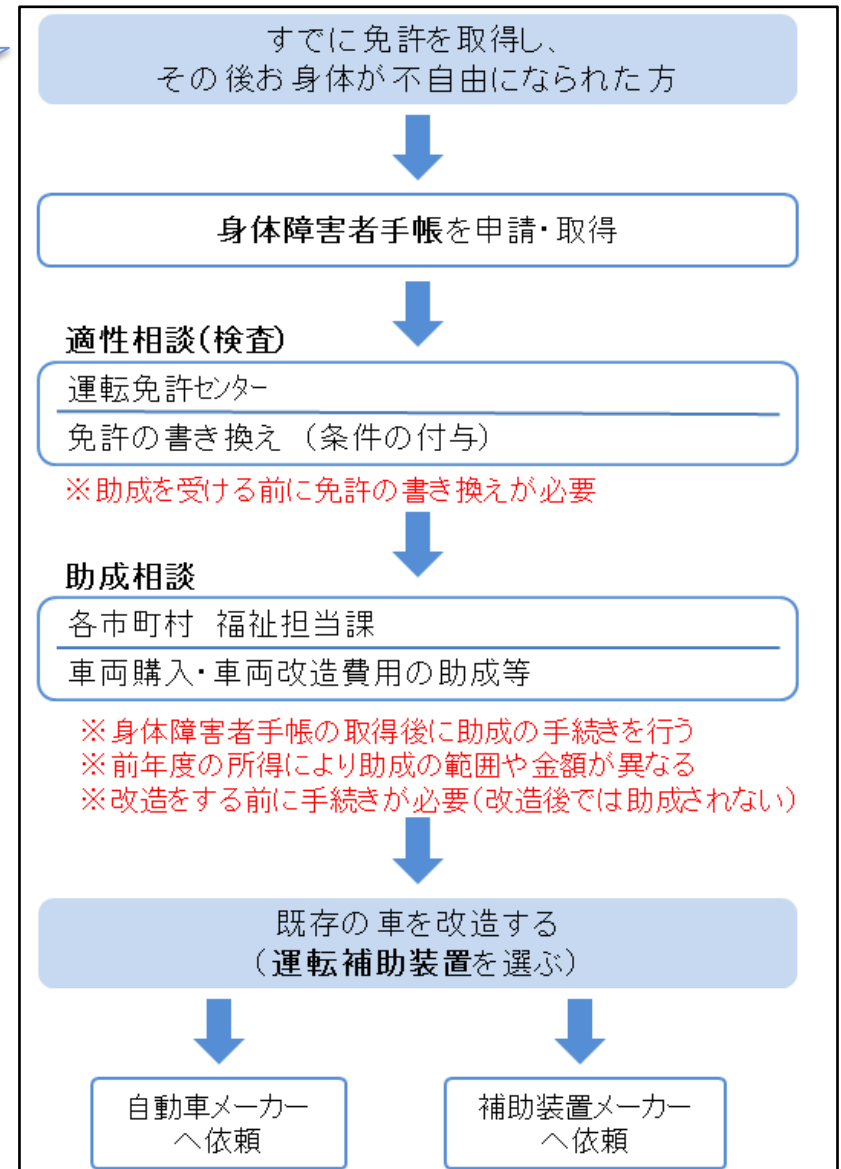 すでに免許を取得し、
その後お身体が不自由になられた方
身体障害者手帳を申請・取得
適性相談(検査)
運転免許センター
免許の書き換え （条件の付与）
※助成を受ける前に免許の書き換えが必要
助成相談
各市町村 福祉担当課
車両購入・車両改造費用の助成等
※身体障害者手帳の取得後に助成の手続きを行う
※前年度の所得により助成の範囲や金額が異なる
※改造をする前に手続きが必要（改造後では助成されない）
既存の車を改造する
（運転補助装置を選ぶ）
自動車メーカー
へ依頼
補助装置メーカー
へ依頼